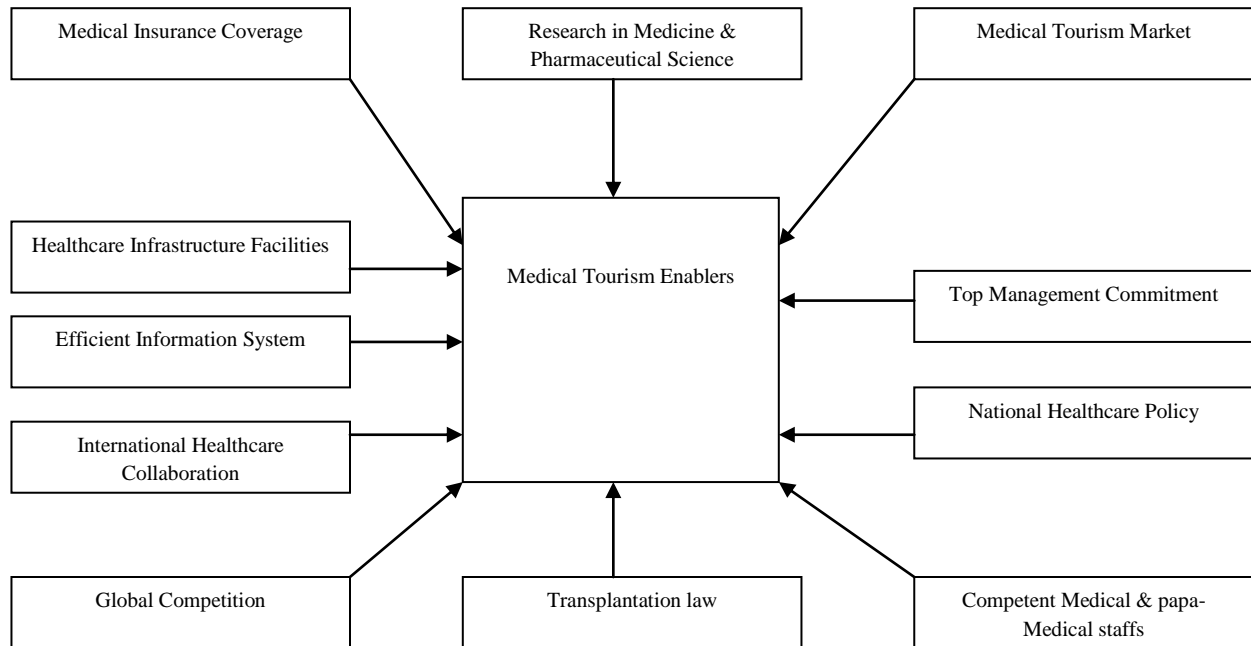 Medical Insurance Coverage
Research in Medicine &
Pharmaceutical Science
Medical Tourism Market
Healthcare Infrastructure Facilities
Medical Tourism Enablers
Top Management Commitment
Efficient Information System
National Healthcare Policy
International Healthcare
Collaboration
Global Competition
Transplantation law
Competent Medical & papa-
Medical staffs